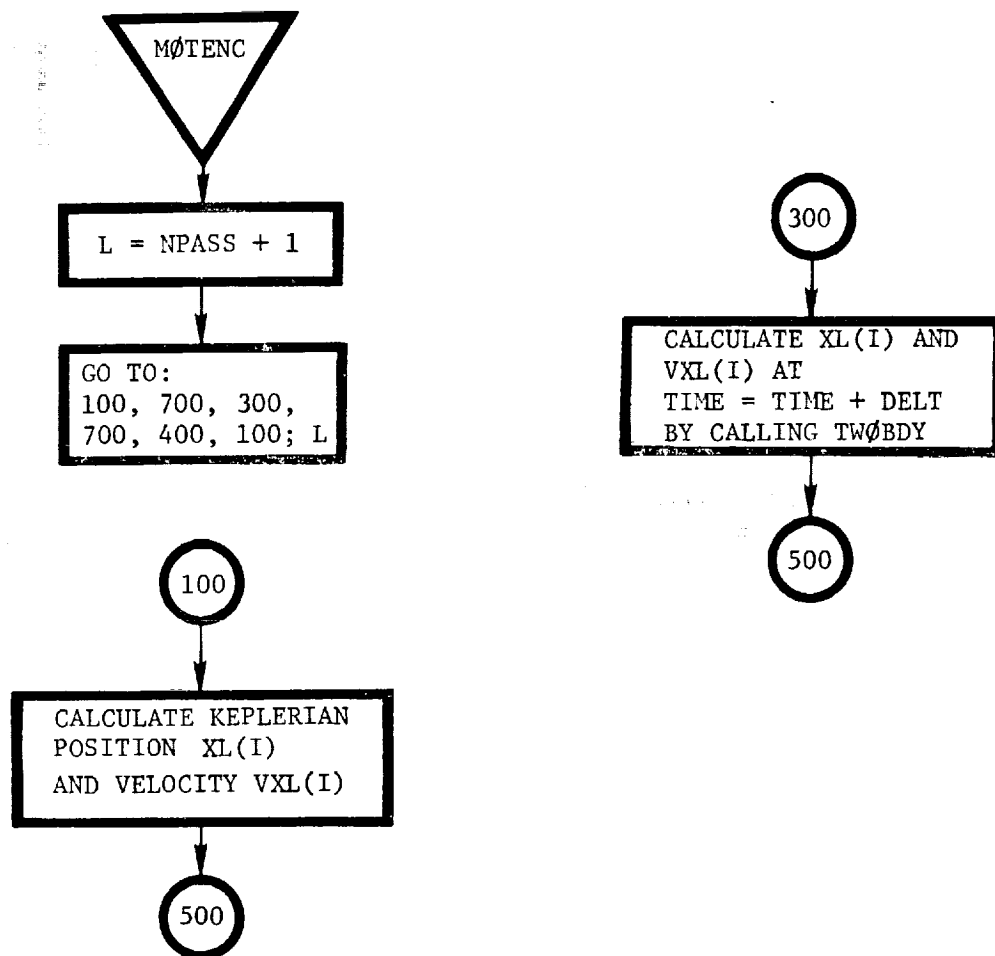 MØTENC
L = NPASS + 1
GO TO:
100, 700, 300,
700, 400, 100; L
100
CALCULATE KEPLERIAN
POSITION XL(I)
AND VELOCITY VXL(I)
500
300
CALCULATE XL(I) AND
VXL(I) AT
TIME = TIME + DELT
BY CALLING TWØBDY
500